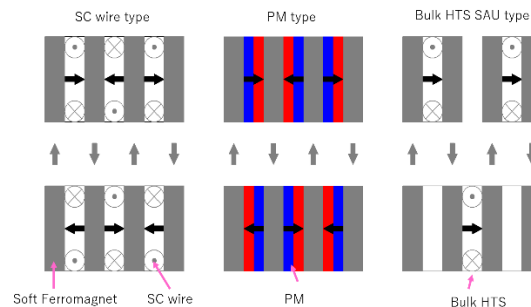 SC wire type
PM type
Bulk HTS SAU type
Soft Ferromagnet
SC wire
PM
Bulk HTS